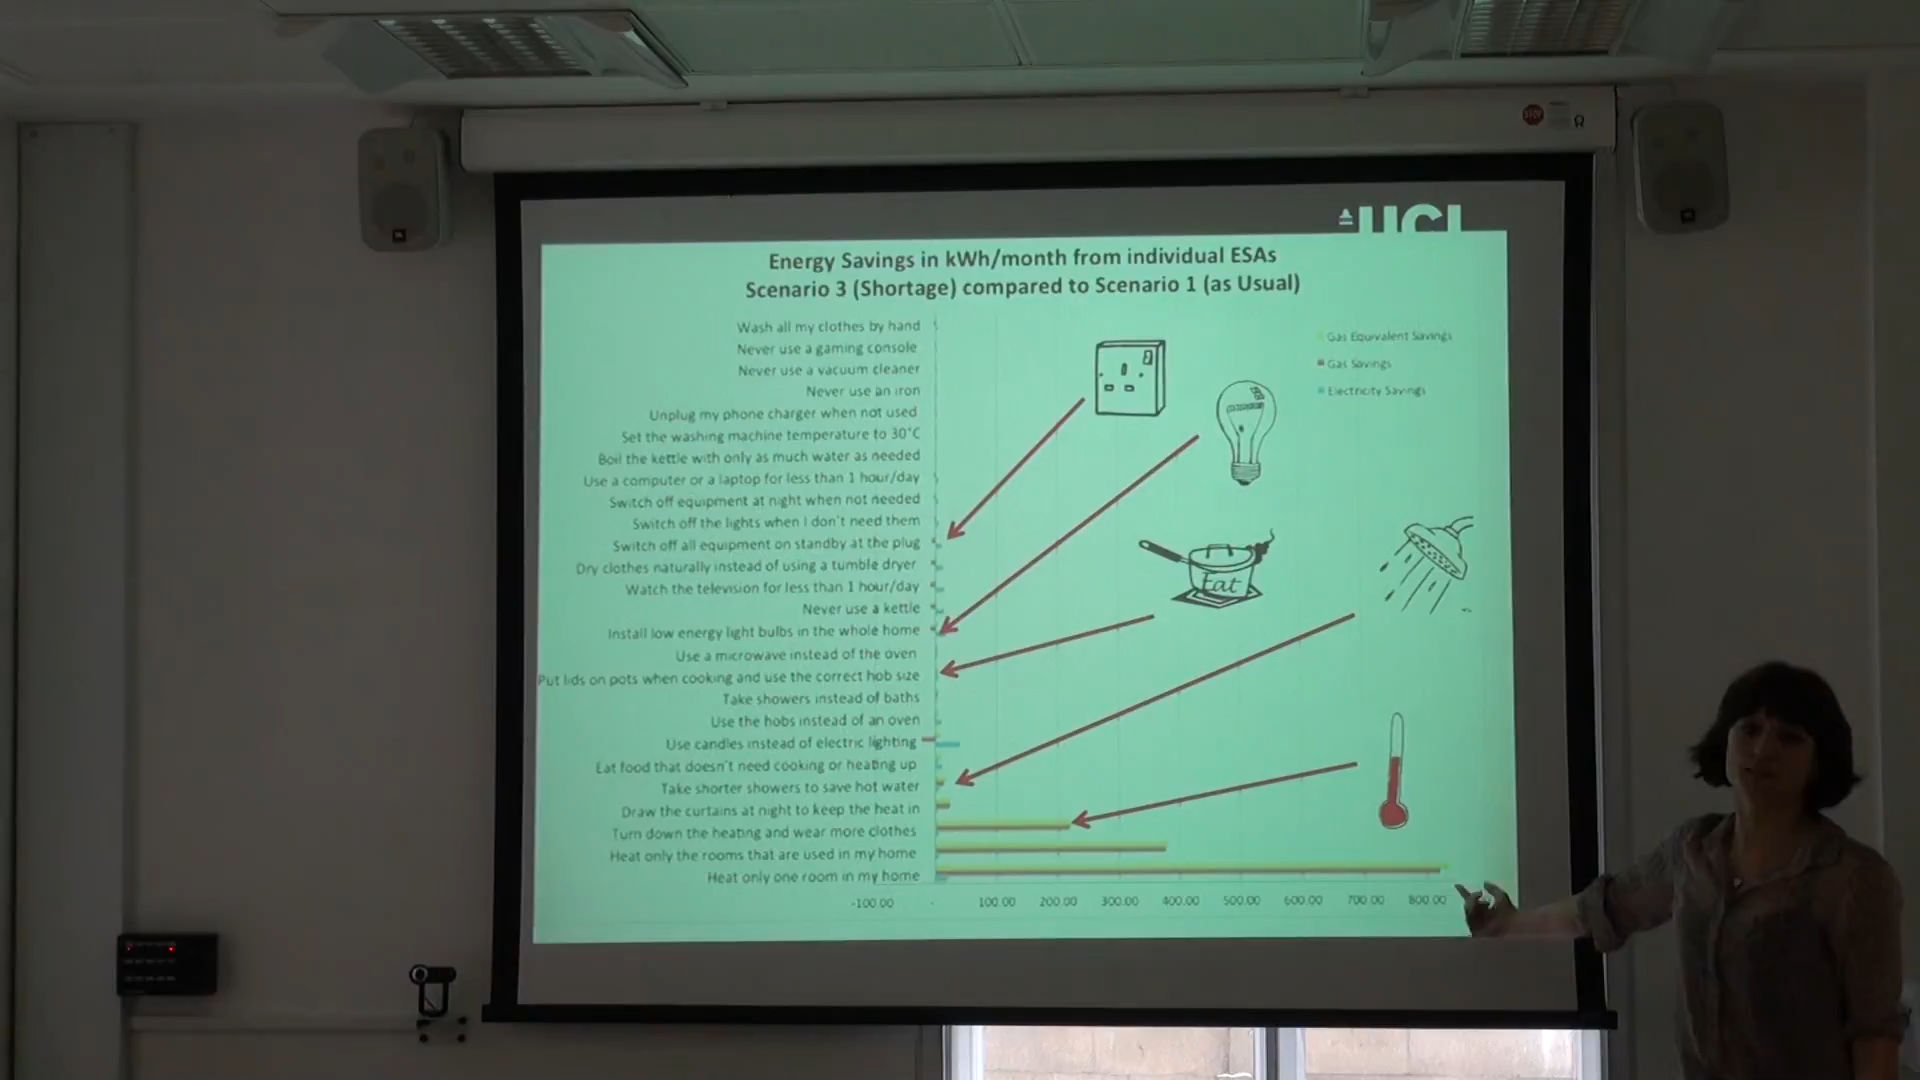 STOP
UCL
Energy Savings in kWh/month from individual ESAs
Scenario 3 (Shortage) compared to Scenario 1 (as Usual)
Wash all my clothes by hand
Never use a gaming console
Never use a vacuum cleaner
Never use an iron
Unplug my phone charger when not used
Set the washing machine temperature to 30°C
Boil the kettle with only as much water as needed
Use a computer or a laptop for less than 1 hour/day
Switch off equipment at night when not needed
Switch off the lights when I don't need them
Switch off all equipment on standby at the plug
Dry clothes naturally instead of using a tumble dryer
Watch the television for less than 1 hour/day
Never use a kettle
Install low energy light bulbs in the whole home
Use a microwave instead of the oven
Put lids on pots when cooking and use the correct hob size
Take showers instead of baths
Use the hobs instead of an oven
Use candles instead of electric lighting
Eat food that doesn't need cooking or heating up
Take shorter showers to save hot water
Draw the curtains at night to keep the heat in
Turn down the heating and wear more clothes
Heat only the rooms that are used in my home
Heat only one room in my home
Gas Equivalent Savings
Gas Savings
Electricity Savings
Eat
-100.00 - 100.00 200.00 300.00 400.00 500.00 600.00 700.00 800.00